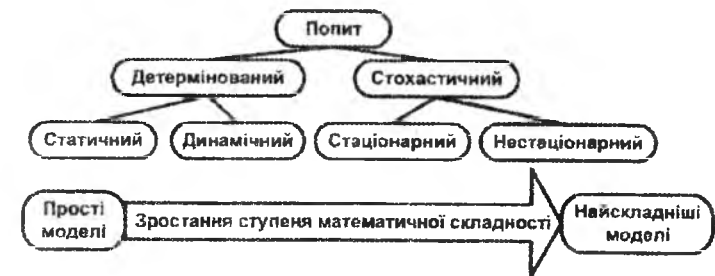 Попит
Детермінований
Стохастичний
Статичний
Динамічний
Стаціонарний
Нестаціонарний
Прості
моделі
Зростання ступеня математичної складності
Найскладніші
моделі